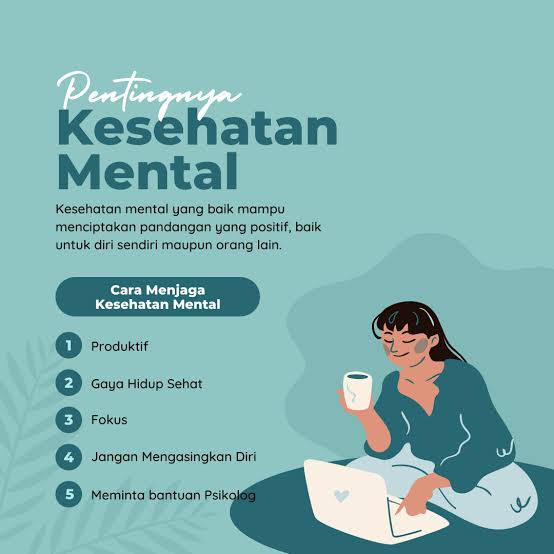 Pentingnya
Kesehatan
Mental
Kesehatan mental yang baik mampu
menciptakan pandangan yang positif, baik
untuk diri sendiri maupun orang lain.
Cara Menjaga
Kesehatan Mental
1 Produktif
2 Gaya Hidup Sehat
3 Fokus
4 Jangan Mengasingkan Diri
5 Meminta bantuan Psikolog